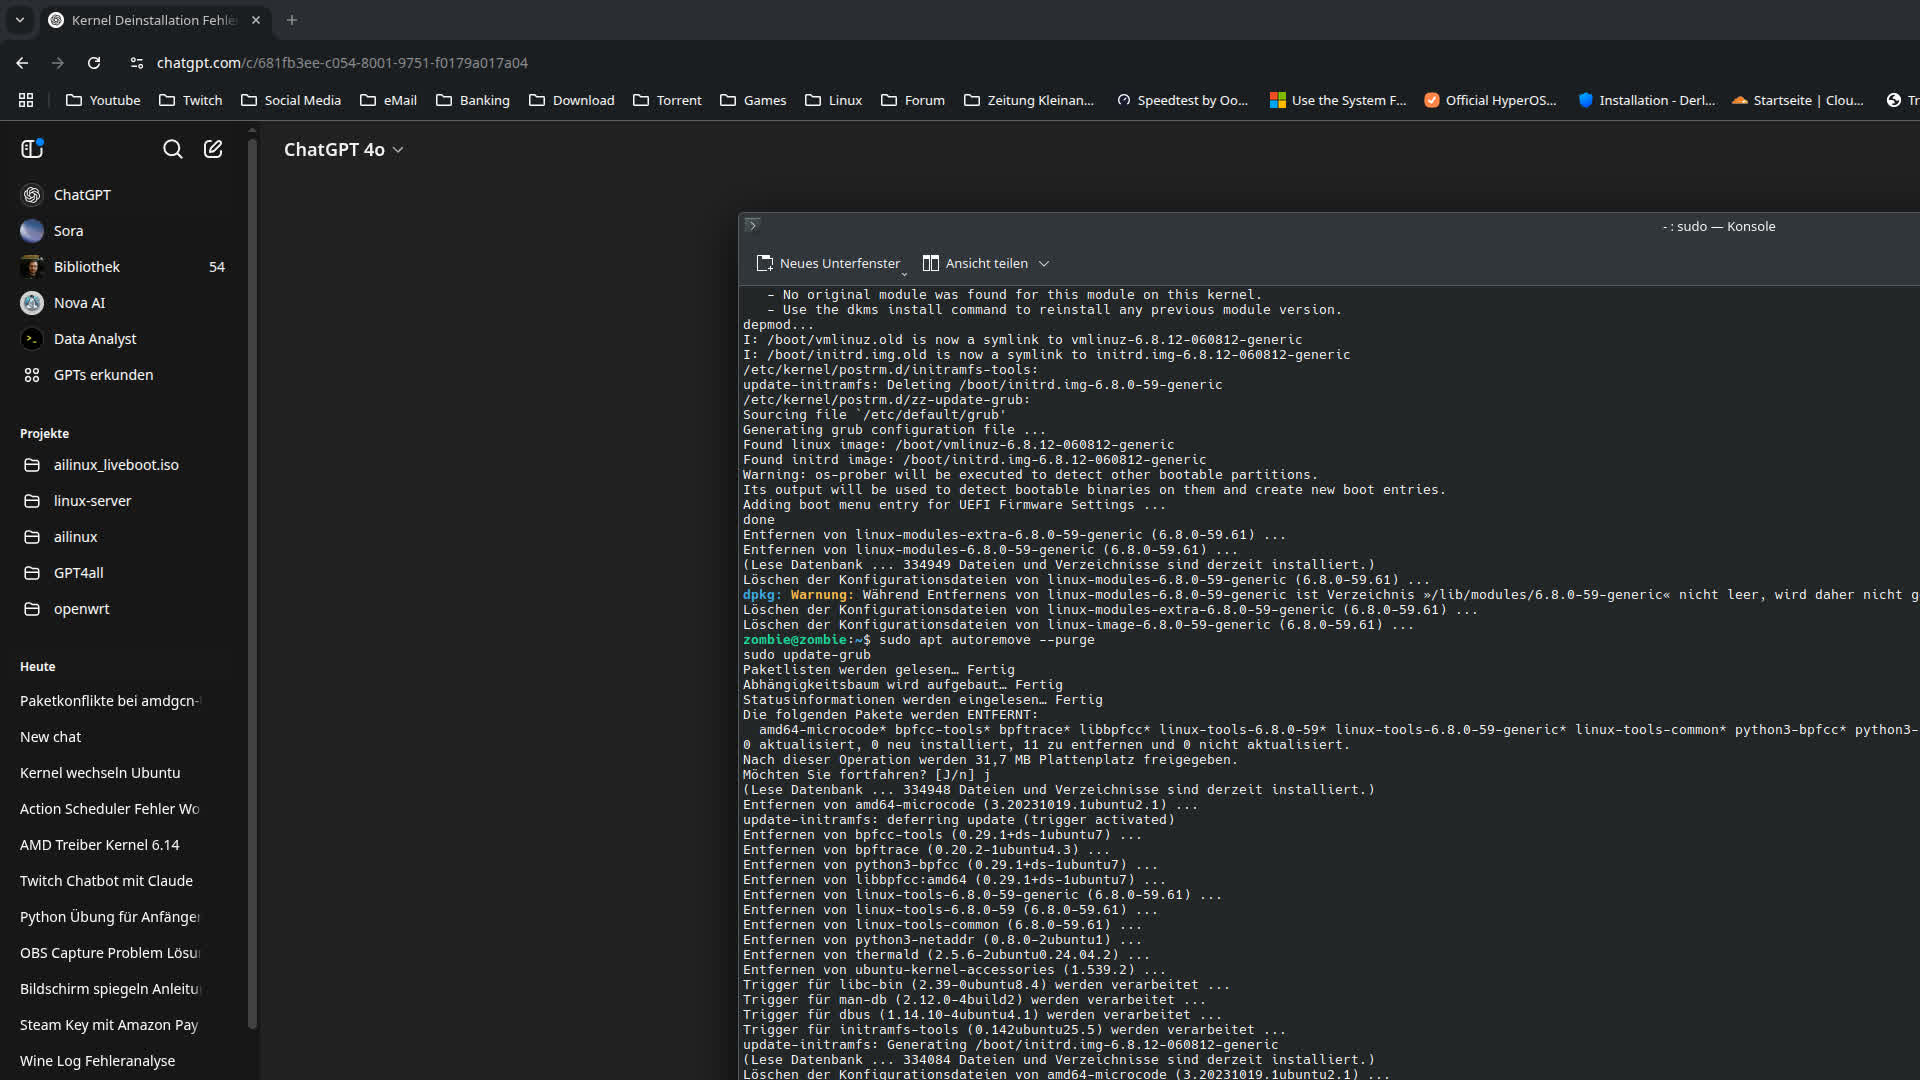 Kernel Deinstallation Fehle
chatgpt.com/c/681fb3ee-c054-8001-9751-f0179a017a04
Youtube
Twitch
Social Media
eMail
Banking
Download
Torrent
Games
Linux
Forum
Zeitung Kleinan...
Speedtest by Oo...
Use the System F...
Official HyperOS...
Installation - Derl...
Startseite | Clou...
Tr
ChatGPT 4o
ChatGPT
Sora
Bibliothek 54
Nova AI
Data Analyst
GPTs erkunden
Projekte
ailinux_liveboot.iso
linux-server
ailinux
GPT4all
openwrt
Heute
Paketkonflikte bei amdgcn-
New chat
Kernel wechseln Ubuntu
Action Scheduler Fehler Wo
AMD Treiber Kernel 6.14
Twitch Chatbot mit Claude
Python Übung für Anfänger
OBS Capture Problem Lösu
Bildschirm spiegeln Anleitu
Steam Key mit Amazon Pay
Wine Log Fehleranalyse
- : sudo — Konsole
Neues Unterfenster
Ansicht teilen
- No original module was found for this module on this kernel.
- Use the dkms install command to reinstall any previous module version.
depmod...
I: /boot/vmlinuz.old is now a symlink to vmlinuz-6.8.12-060812-generic
I: /boot/initrd.img.old is now a symlink to initrd.img-6.8.12-060812-generic
/etc/kernel/postrm.d/initramfs-tools:
update-initramfs: Deleting /boot/initrd.img-6.8.0-59-generic
/etc/kernel/postrm.d/zz-update-grub:
Sourcing file `/etc/default/grub'
Generating grub configuration file ...
Found linux image: /boot/vmlinuz-6.8.12-060812-generic
Found initrd image: /boot/initrd.img-6.8.12-060812-generic
Warning: os-prober will be executed to detect other bootable partitions.
Its output will be used to detect bootable binaries on them and create new boot entries.
Adding boot menu entry for UEFI Firmware Settings ...
done
Entfernen von linux-modules-extra-6.8.0-59-generic (6.8.0-59.61) ...
Entfernen von linux-modules-6.8.0-59-generic (6.8.0-59.61) ...
(Lese Datenbank ... 334949 Dateien und Verzeichnisse sind derzeit installiert.)
Löschen der Konfigurationsdateien von linux-modules-6.8.0-59-generic (6.8.0-59.61) ...
dpkg: Warnung: Während Entfernens von linux-modules-6.8.0-59-generic ist Verzeichnis »/lib/modules/6.8.0-59-generic« nicht leer, wird daher nicht g
Löschen der Konfigurationsdateien von linux-modules-extra-6.8.0-59-generic (6.8.0-59.61) ...
Löschen der Konfigurationsdateien von linux-image-6.8.0-59-generic (6.8.0-59.61) ...
zombie@zombie:~$ sudo apt autoremove --purge
sudo update-grub
Paketlisten werden gelesen… Fertig
Abhängigkeitsbaum wird aufgebaut… Fertig
Statusinformationen werden eingelesen… Fertig
Die folgenden Pakete werden ENTFERNT:
amd64-microcode* bpfcc-tools* bpftrace* libbpfcc* linux-tools-6.8.0-59* linux-tools-6.8.0-59-generic* linux-tools-common* python3-bpfcc* python3-
0 aktualisiert, 0 neu installiert, 11 zu entfernen und 0 nicht aktualisiert.
Nach dieser Operation werden 31,7 MB Plattenplatz freigegeben.
Möchten Sie fortfahren? [J/n] j
(Lese Datenbank ... 334948 Dateien und Verzeichnisse sind derzeit installiert.)
Entfernen von amd64-microcode (3.20231019.1ubuntu2.1) ...
update-initramfs: deferring update (trigger activated)
Entfernen von bpfcc-tools (0.29.1+ds-1ubuntu7) ...
Entfernen von bpftrace (0.20.2-1ubuntu4.3) ...
Entfernen von python3-bpfcc (0.29.1+ds-1ubuntu7) ...
Entfernen von libbpfcc:amd64 (0.29.1+ds-1ubuntu7) ...
Entfernen von linux-tools-6.8.0-59-generic (6.8.0-59.61) ...
Entfernen von linux-tools-6.8.0-59 (6.8.0-59.61) ...
Entfernen von linux-tools-common (6.8.0-59.61) ...
Entfernen von python3-netaddr (0.8.0-2ubuntu1) ...
Entfernen von thermald (2.5.6-2ubuntu0.24.04.2) ...
Entfernen von ubuntu-kernel-accessories (1.539.2) ...
Trigger für libc-bin (2.39-0ubuntu8.4) werden verarbeitet ...
Trigger für man-db (2.12.0-4build2) werden verarbeitet ...
Trigger für dbus (1.14.10-4ubuntu4.1) werden verarbeitet ...
Trigger für initramfs-tools (0.142ubuntu25.5) werden verarbeitet ...
update-initramfs: Generating /boot/initrd.img-6.8.12-060812-generic
(Lese Datenbank ... 334084 Dateien und Verzeichnisse sind derzeit installiert.)
Löschen der Konfigurationsdateien von amd64-microcode (3.20231019.1ubuntu2.1) ...